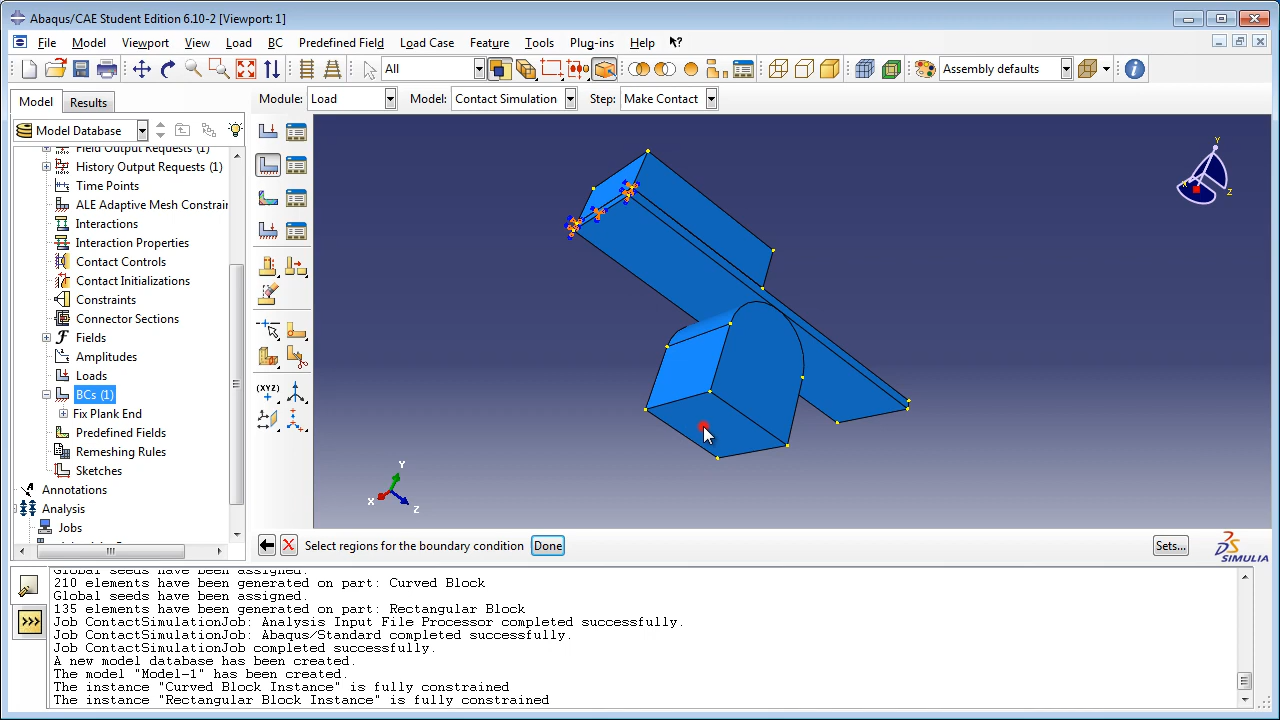 Abaqus/CAE Student Edition 6.10-2 [Viewport: 1]
File Model Viewport View Load BC Predefined Field Load Case Feature Tools Plug-ins Help
All Assembly defaults
Model Results Module: Load Model: Contact Simulation Step: Make Contact
Model Database
Field Output Requests (1)
History Output Requests (1)
Time Points
ALE Adaptive Mesh Constrain
Interactions
Interaction Properties
Contact Controls
Contact Initializations
Constraints
Connector Sections
Fields
Amplitudes
Loads
BCs (1)
Fix Plank End
Predefined Fields
Remeshing Rules
Sketches
Annotations
Analysis
Jobs
(XYZ)
Y
X
Z
Y
X
Z
Select regions for the boundary condition Done Sets...
SIMULIA
Global seeds have been assigned.
210 elements have been generated on part: Curved Block
Global seeds have been assigned.
135 elements have been generated on part: Rectangular Block
Job ContactSimulationJob: Analysis Input File Processor completed successfully.
Job ContactSimulationJob: Abaqus/Standard completed successfully.
Job ContactSimulationJob completed successfully.
A new model database has been created.
The model "Model-1" has been created.
The instance "Curved Block Instance" is fully constrained
The instance "Rectangular Block Instance" is fully constrained